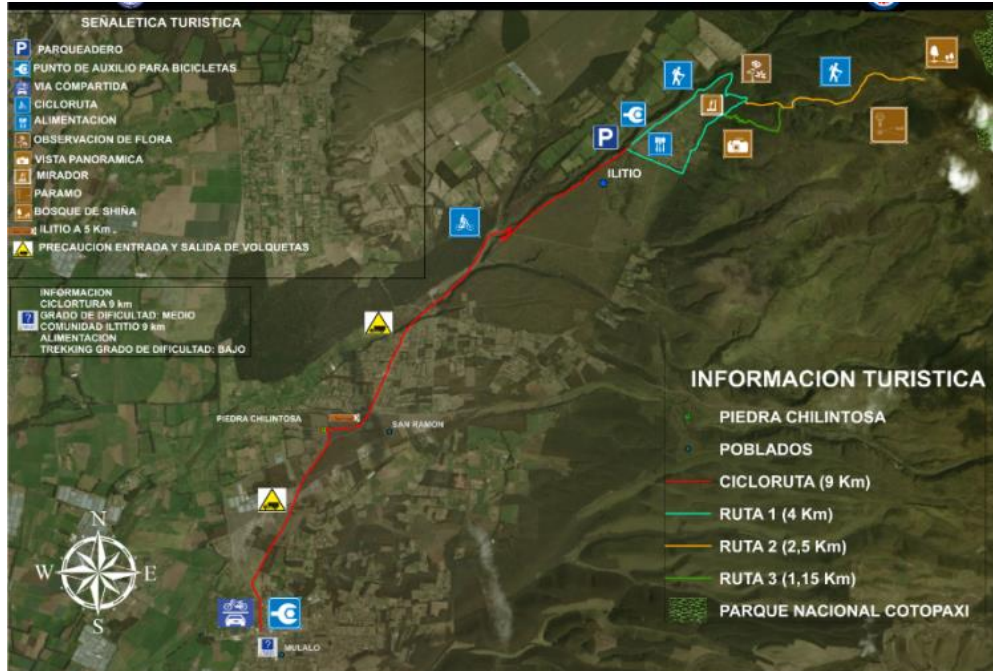 SEÑALETICA TURISTICA
P PARQUEADERO
PUNTO DE AUXILIO PARA BICICLETAS
VIA COMPARTIDA
CICLORUTA
ALIMENTACION
OBSERVACION DE FLORA
VISTA PANORAMICA
MIRADOR
PARAMO
BOSQUE DE SHIÑA
ILITIO A 5 Km .
PRECAUCION ENTRADA Y SALIDA DE VOLQUETAS
INFORMACION
CICLORTURA 9 km
? GRADO DE DIFICULTAD: MEDIO
COMUNIDAD ILTITIO 9 km
ALIMENTACION
TREKKING GRADO DE DIFICULTAD: BAJO
P
ILITIO
PIEDRA CHILINTOSA
SAN RAMON
N
W E
S
?
MULALO
INFORMACION TURISTICA
PIEDRA CHILINTOSA
POBLADOS
CICLORUTA (9 Km)
RUTA 1 (4 Km)
RUTA 2 (2,5 Km)
RUTA 3 (1,15 Km)
PARQUE NACIONAL COTOPAXI